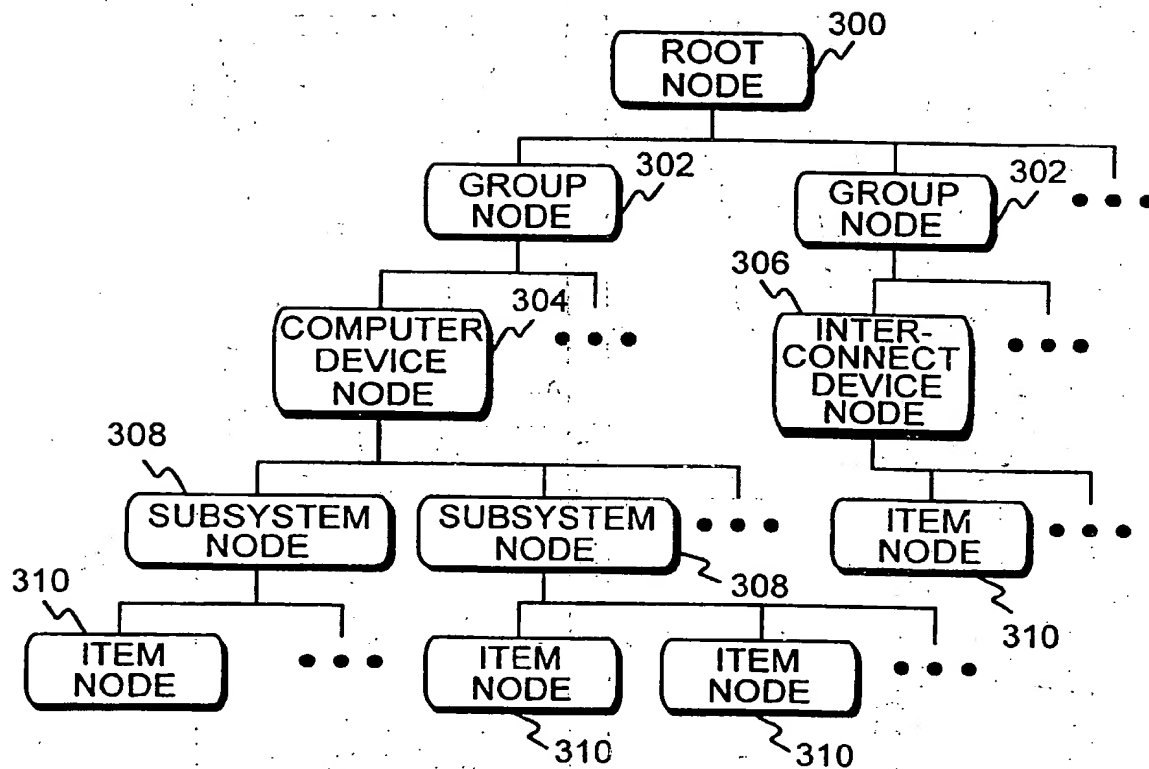 300
ROOT
NODE
302
GROUP
NODE
302
GROUP
NODE
304
COMPUTER
DEVICE
NODE
306
INTER-
CONNECT
DEVICE
NODE
308
SUBSYSTEM
NODE
SUBSYSTEM
NODE
308
ITEM
NODE
310
310
ITEM
NODE
ITEM
NODE
310
ITEM
NODE
310